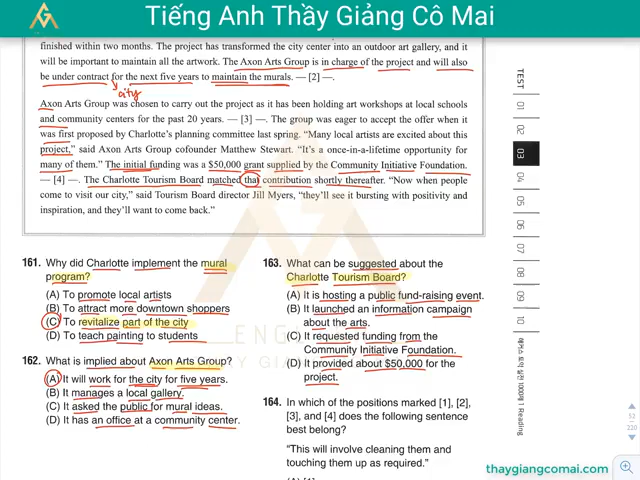 Tiếng Anh Thầy Giảng Cô Mai
finished within two months. The project has transformed the city center into an outdoor art gallery, and it
will be important to maintain all the artwork. The Axon Arts Group is in charge of the project and will also
be under contract for the next five years to maintain the murals. — [2] —.
city
Axon Arts Group was chosen to carry out the project as it has been holding art workshops at local schools
and community centers for the past 20 years. — [3] —. The group was eager to accept the offer when it
was first proposed by Charlotte's planning committee last spring. “Many local artists are excited about this
project,” said Axon Arts Group cofounder Matthew Stewart. “It's a once-in-a-lifetime opportunity for
many of them.” The initial funding was a $50,000 grant supplied by the Community Initiative Foundation.
— [4] —. The Charlotte Tourism Board matched that contribution shortly thereafter. “Now when people
come to visit our city,” said Tourism Board director Jill Myers, “they'll see it bursting with positivity and
inspiration, and they'll want to come back.”
161. Why did Charlotte implement the mural
program?
(A) To promote local artists
(B) To attract more downtown shoppers
(C) To revitalize part of the city
(D) To teach painting to students
162. What is implied about Axon Arts Group?
(A) It will work for the city for five years.
(B) It manages a local gallery.
(C) It asked the public for mural ideas.
(D) It has an office at a community center.
163. What can be suggested about the
Charlotte Tourism Board?
(A) It is hosting a public fund-raising event.
(B) It launched an information campaign
about the arts.
(C) It requested funding from the
Community Initiative Foundation.
(D) It provided about $50,000 for the
project.
164. In which of the positions marked [1], [2],
[3], and [4] does the following sentence
best belong?
“This will involve cleaning them and
touching them up as required.”
(A) [1]
TEST
01
02
03
04
05
06
07
08
09
10
해커스 토익 실전 1000제 1 Reading
52
220
thaygiangcomai.com